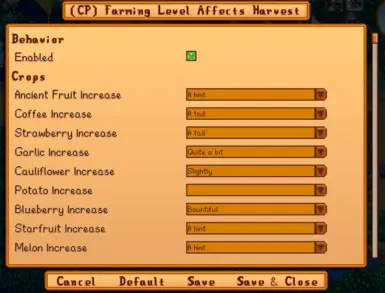 (CP) Farming Level Affects Harvest
Behavior
Enabled
Crops
Ancient Fruit Increase A hint
Coffee Increase A tad
Strawberry Increase A tad
Garlic Increase Quite a bit
Cauliflower Increase Slightly
Potato Increase
Blueberry Increase Bountiful
Starfruit Increase A hint
Melon Increase A hint
Cancel Default Save Save & Close